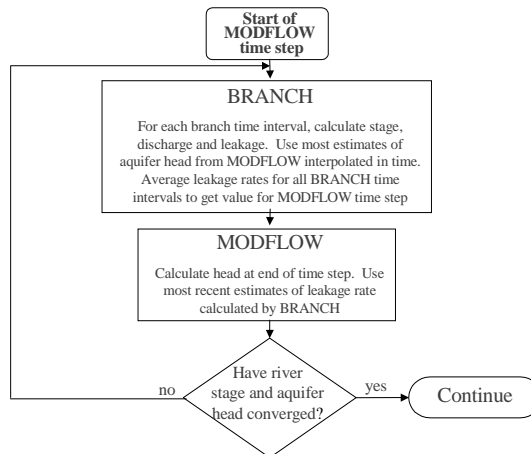 Start of
MODFLOW
time step
BRANCH
For each branch time interval, calculate stage,
discharge and leakage. Use most estimates of
aquifer head from MODFLOW interpolated in time.
Average leakage rates for all BRANCH time
intervals to get value for MODFLOW time step
MODFLOW
Calculate head at end of time step. Use
most recent estimates of leakage rate
calculated by BRANCH
Have river
stage and aquifer
head converged?
no
yes
Continue